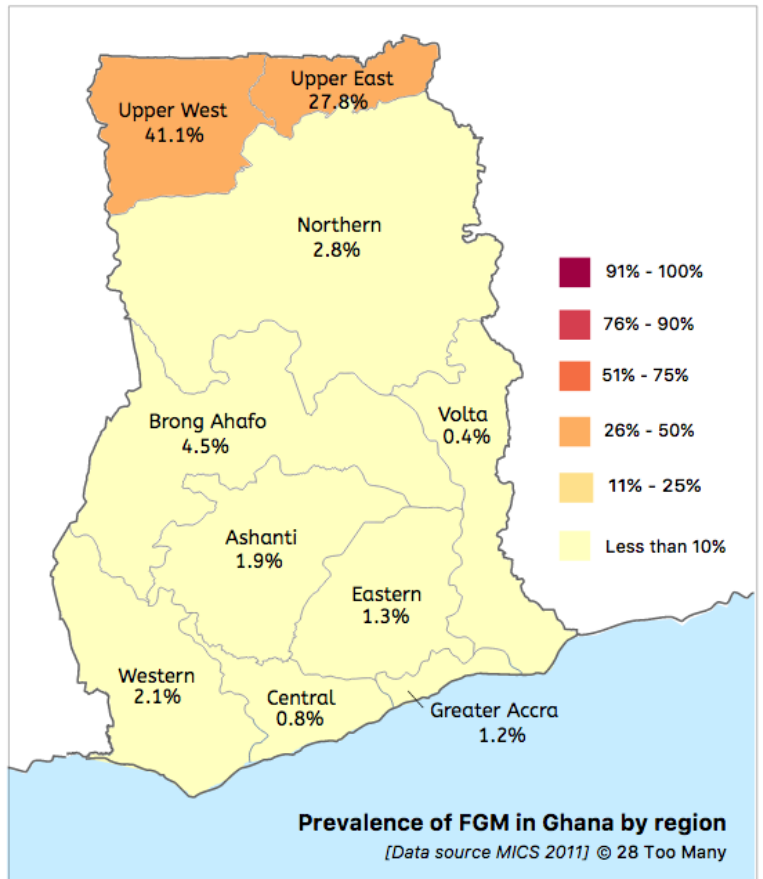 Upper East
27.8%
Upper West
41.1%
Northern
2.8%
91% - 100%
76% - 90%
51% - 75%
26% - 50%
11% - 25%
Less than 10%
Brong Ahafo
4.5%
Volta
0.4%
Ashanti
1.9%
Eastern
1.3%
Western
2.1%
Central
0.8%
Greater Accra
1.2%
Prevalence of FGM in Ghana by region
[Data source MICS 2011] © 28 Too Many